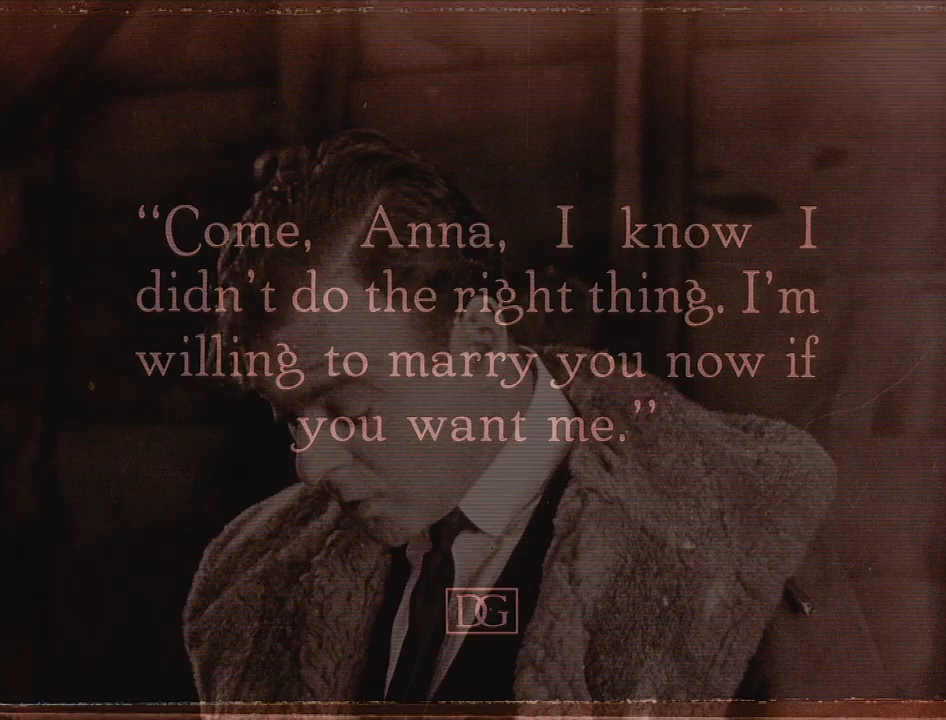 “Come, Anna, I know I
didn’t do the right thing. I’m
willing to marry you now if
you want me.”
DG